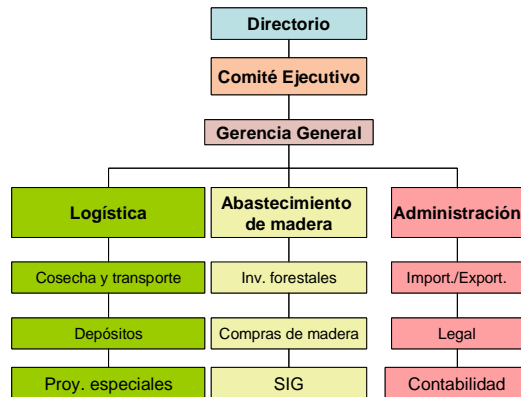 Directorio
Comité Ejecutivo
Gerencia General
Logística
Abastecimiento
de madera
Administración
Cosecha y transporte
Inv. forestales
Import./Export.
Depósitos
Compras de madera
Legal
Proy. especiales
SIG
Contabilidad